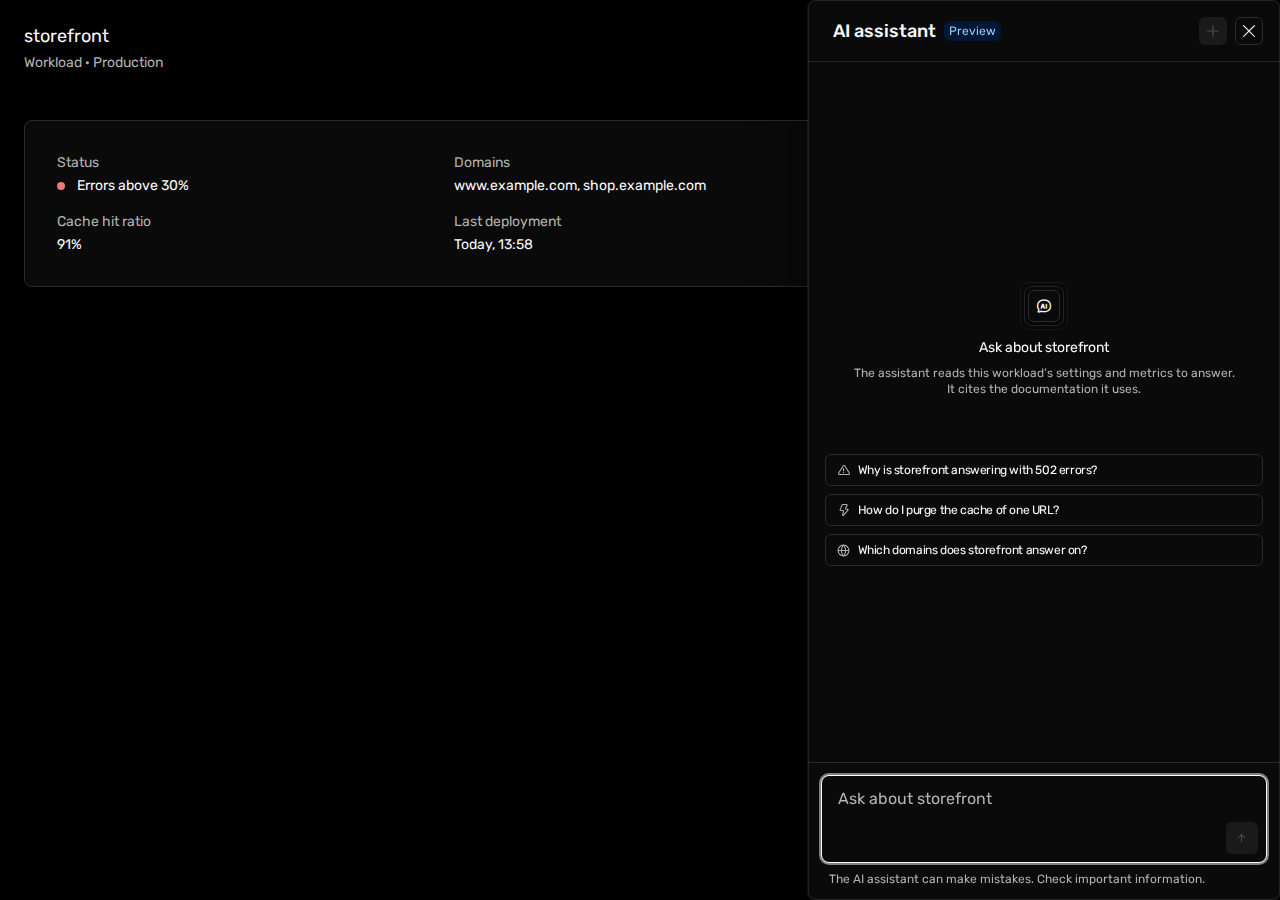 storefront
Workload • Production
Status
Errors above 30%
Domains
www.example.com, shop.example.com
Cache hit ratio
91%
Last deployment
Today, 13:58
AI assistant
Preview
AI
Ask about storefront
The assistant reads this workload's settings and metrics to answer.
It cites the documentation it uses.
Why is storefront answering with 502 errors?
How do I purge the cache of one URL?
Which domains does storefront answer on?
Ask about storefront
The AI assistant can make mistakes. Check important information.